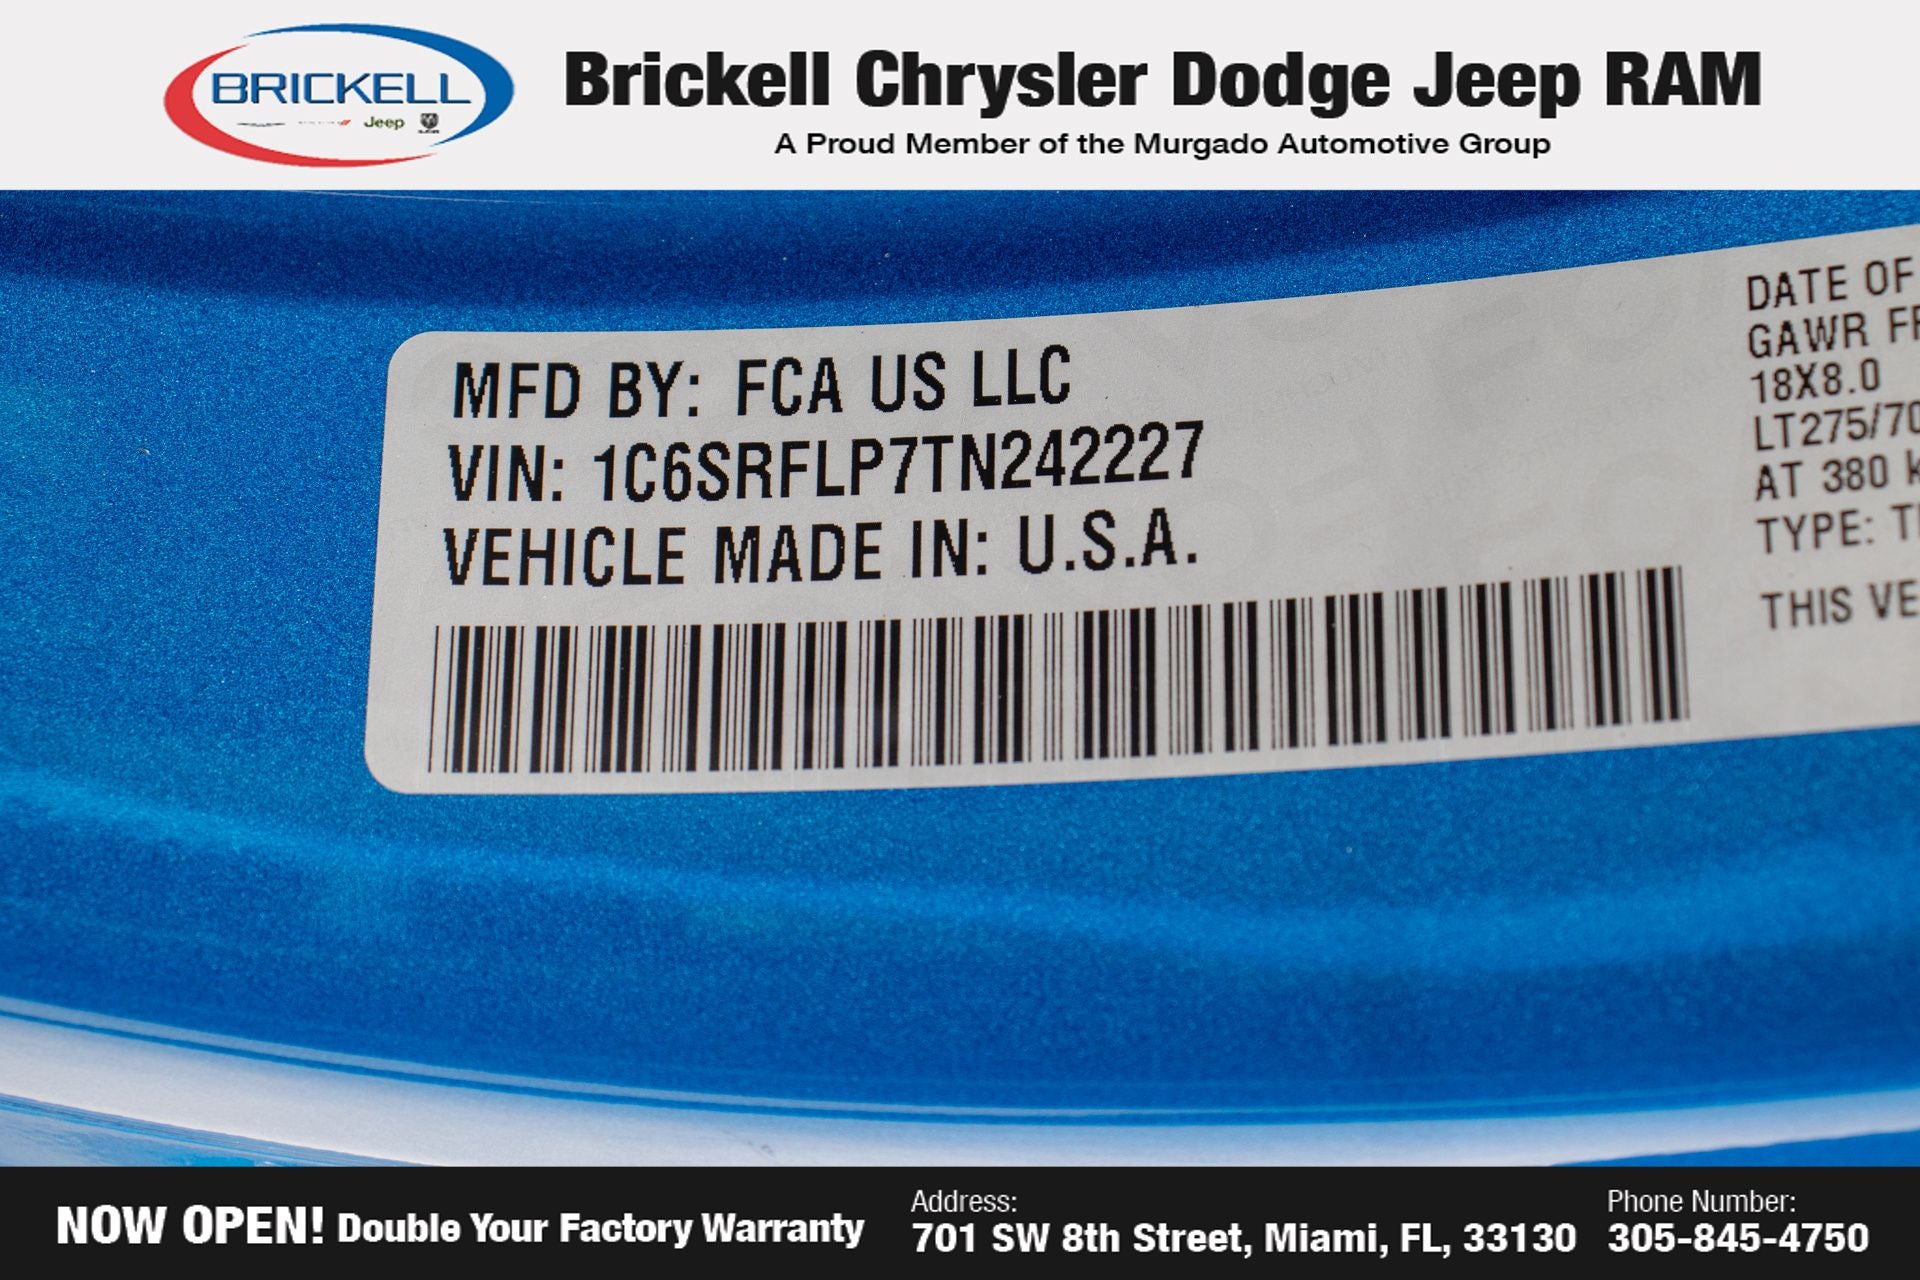 BRICKELL
Jeep
RAM
Brickell Chrysler Dodge Jeep RAM
A Proud Member of the Murgado Automotive Group
MFD BY: FCA US LLC
VIN: 1C6SRFLP7TN242227
VEHICLE MADE IN: U.S.A.
DATE OF
GAWR
18X8.0
LT275/70
AT 380
TYPE:
THIS
NOW OPEN! Double Your Factory Warranty
Address:
701 SW 8th Street, Miami, FL, 33130
Phone Number:
305-845-4750